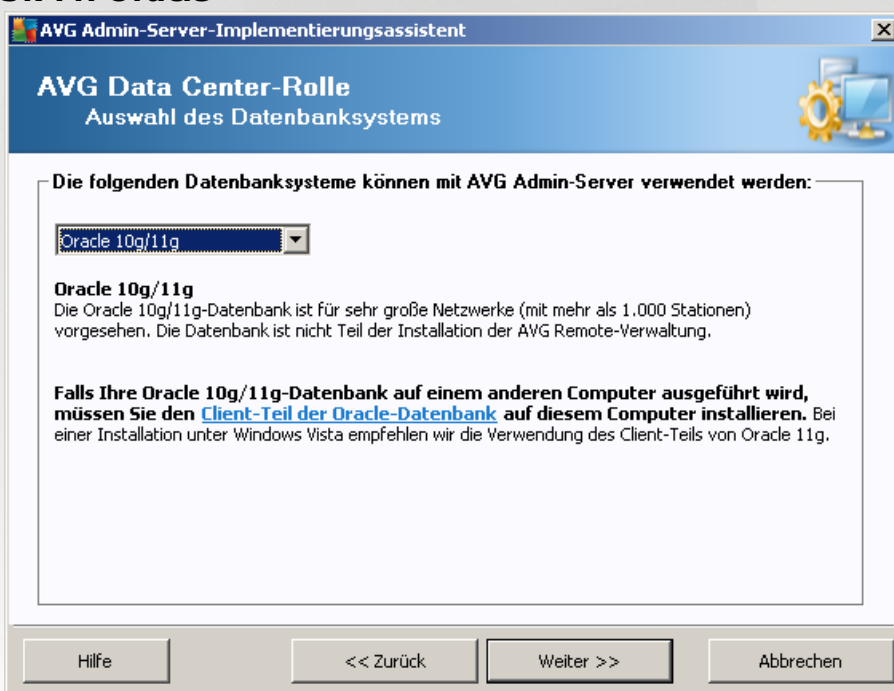 AVG Admin-Server-Implementierungsassistent
AVG Data Center-Rolle
Auswahl des Datenbanksystems
Die folgenden Datenbanksysteme können mit AVG Admin-Server verwendet werden:
Oracle 10g/11g
Oracle 10g/11g
Die Oracle 10g/11g-Datenbank ist für sehr große Netzwerke (mit mehr als 1.000 Stationen)
vorgesehen. Die Datenbank ist nicht Teil der Installation der AVG Remote-Verwaltung.
Falls Ihre Oracle 10g/11g-Datenbank auf einem anderen Computer ausgeführt wird,
müssen Sie den Client-Teil der Oracle-Datenbank auf diesem Computer installieren. Bei
einer Installation unter Windows Vista empfehlen wir die Verwendung des Client-Teils von Oracle 11g.
Hilfe
<< Zurück
Weiter >>
Abbrechen